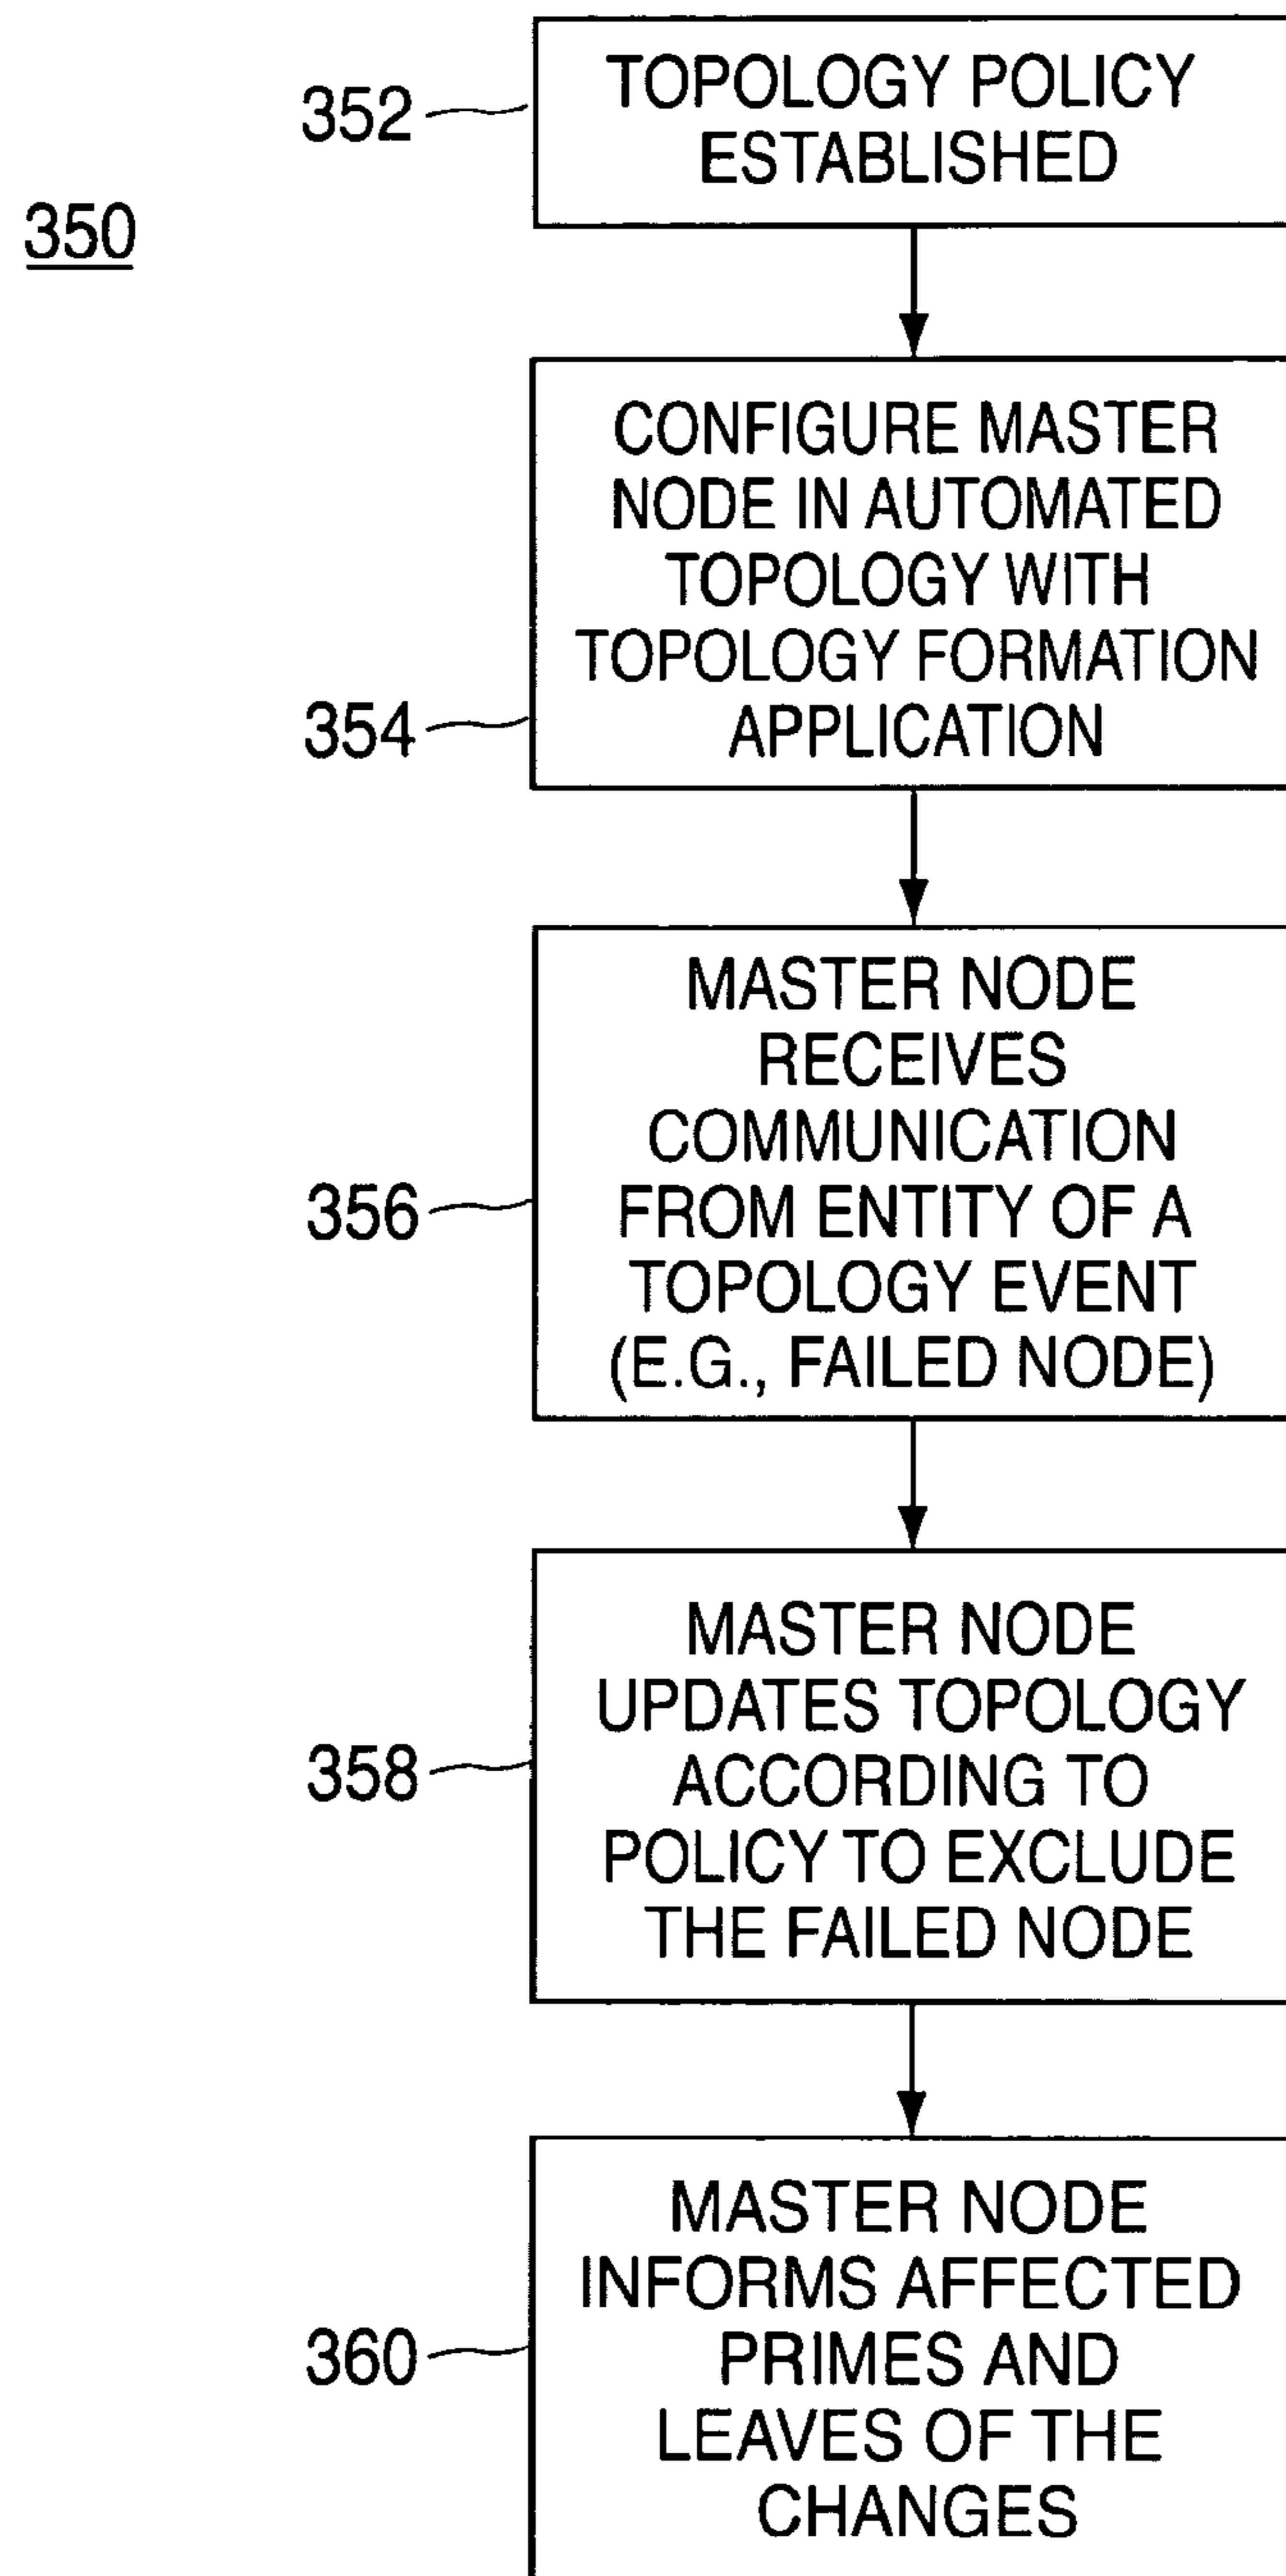 352
TOPOLOGY POLICY
ESTABLISHED
350
CONFIGURE MASTER
NODE IN AUTOMATED
TOPOLOGY WITH
TOPOLOGY FORMATION
APPLICATION
354
MASTER NODE
RECEIVES
COMMUNICATION
FROM ENTITY OF A
TOPOLOGY EVENT
(E.G., FAILED NODE)
356
MASTER NODE
UPDATES TOPOLOGY
ACCORDING TO
POLICY TO EXCLUDE
THE FAILED NODE
358
MASTER NODE
INFORMS AFFECTED
PRIMES AND
LEAVES OF THE
CHANGES
360